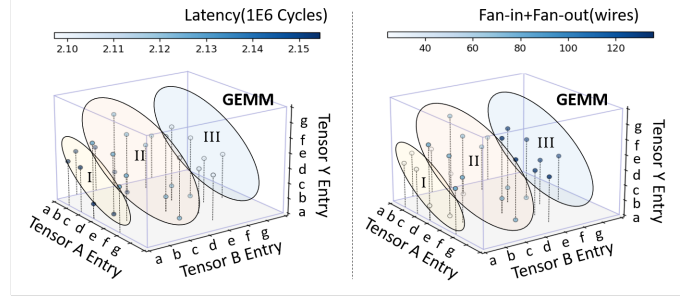 Latency(1E6 Cycles)
2.10 2.11 2.12 2.13 2.14 2.15
GEMM
I
II
III
Tensor Y Entry
g
f
e
d
c
b
a
a b c d e f g
Tensor A Entry
a b c d e f g
Tensor B Entry
Fan-in+Fan-out(wires)
40 60 80 100 120
GEMM
I
II
III
Tensor Y Entry
g
f
e
d
c
b
a
a b c d e f g
Tensor A Entry
a b c d e f g
Tensor B Entry